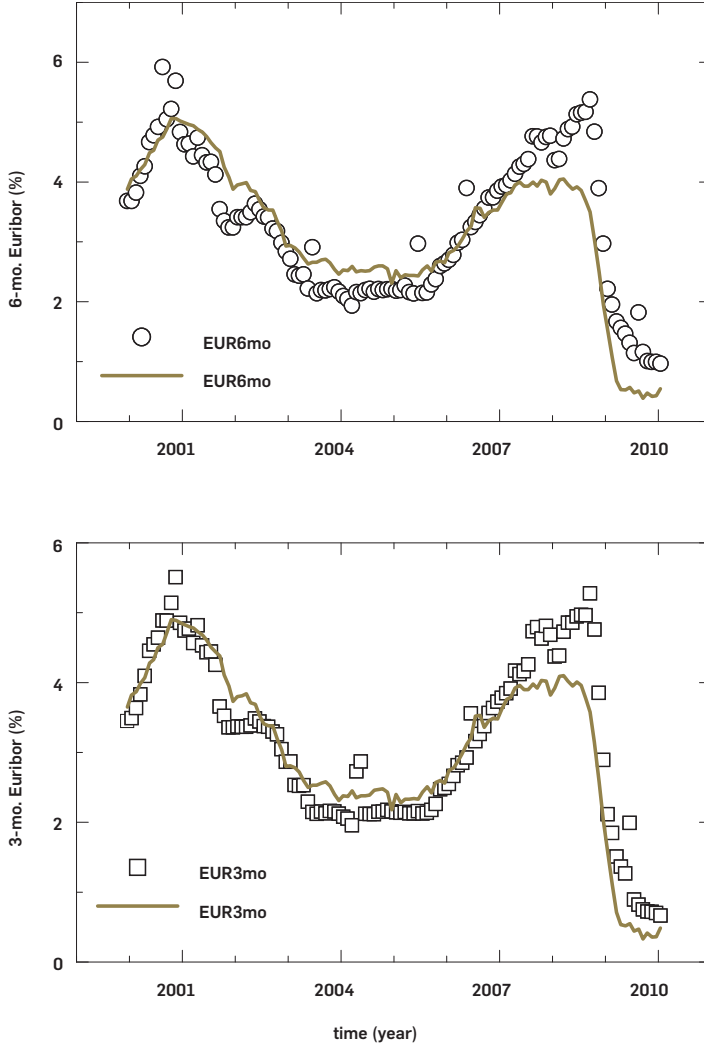 6
4
2
0
6-mo. Euribor (%)
EUR6mo
EUR6mo
2001 2004 2007 2010
6
4
2
0
3-mo. Euribor (%)
EUR3mo
EUR3mo
2001 2004 2007 2010
time (year)